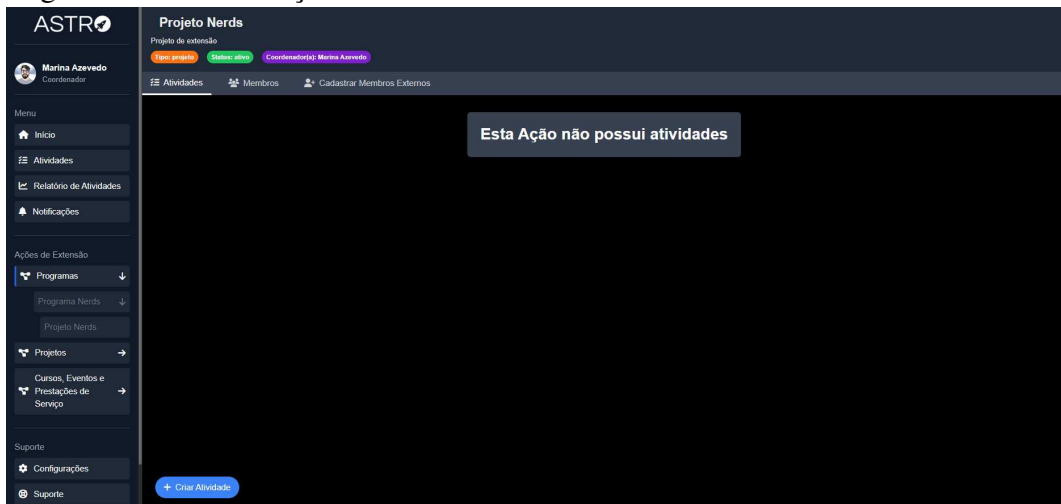 ASTRO
Marina Azevedo
Coordenador
Menu
Início
Atividades
Relatório de Atividades
Notificações
Ações de Extensão
Programas
Programa Nerds
Projeto Nerds
Projetos
Cursos, Eventos e
Prestações de
Serviço
Suporte
Configurações
Suporte
Projeto Nerds
Projeto de extensão
Tipo: projeto Status: ativo Coordenador(a): Marina Azevedo
Atividades Membros Cadastrar Membros Externos
Esta Ação não possui atividades
+ Criar Atividade